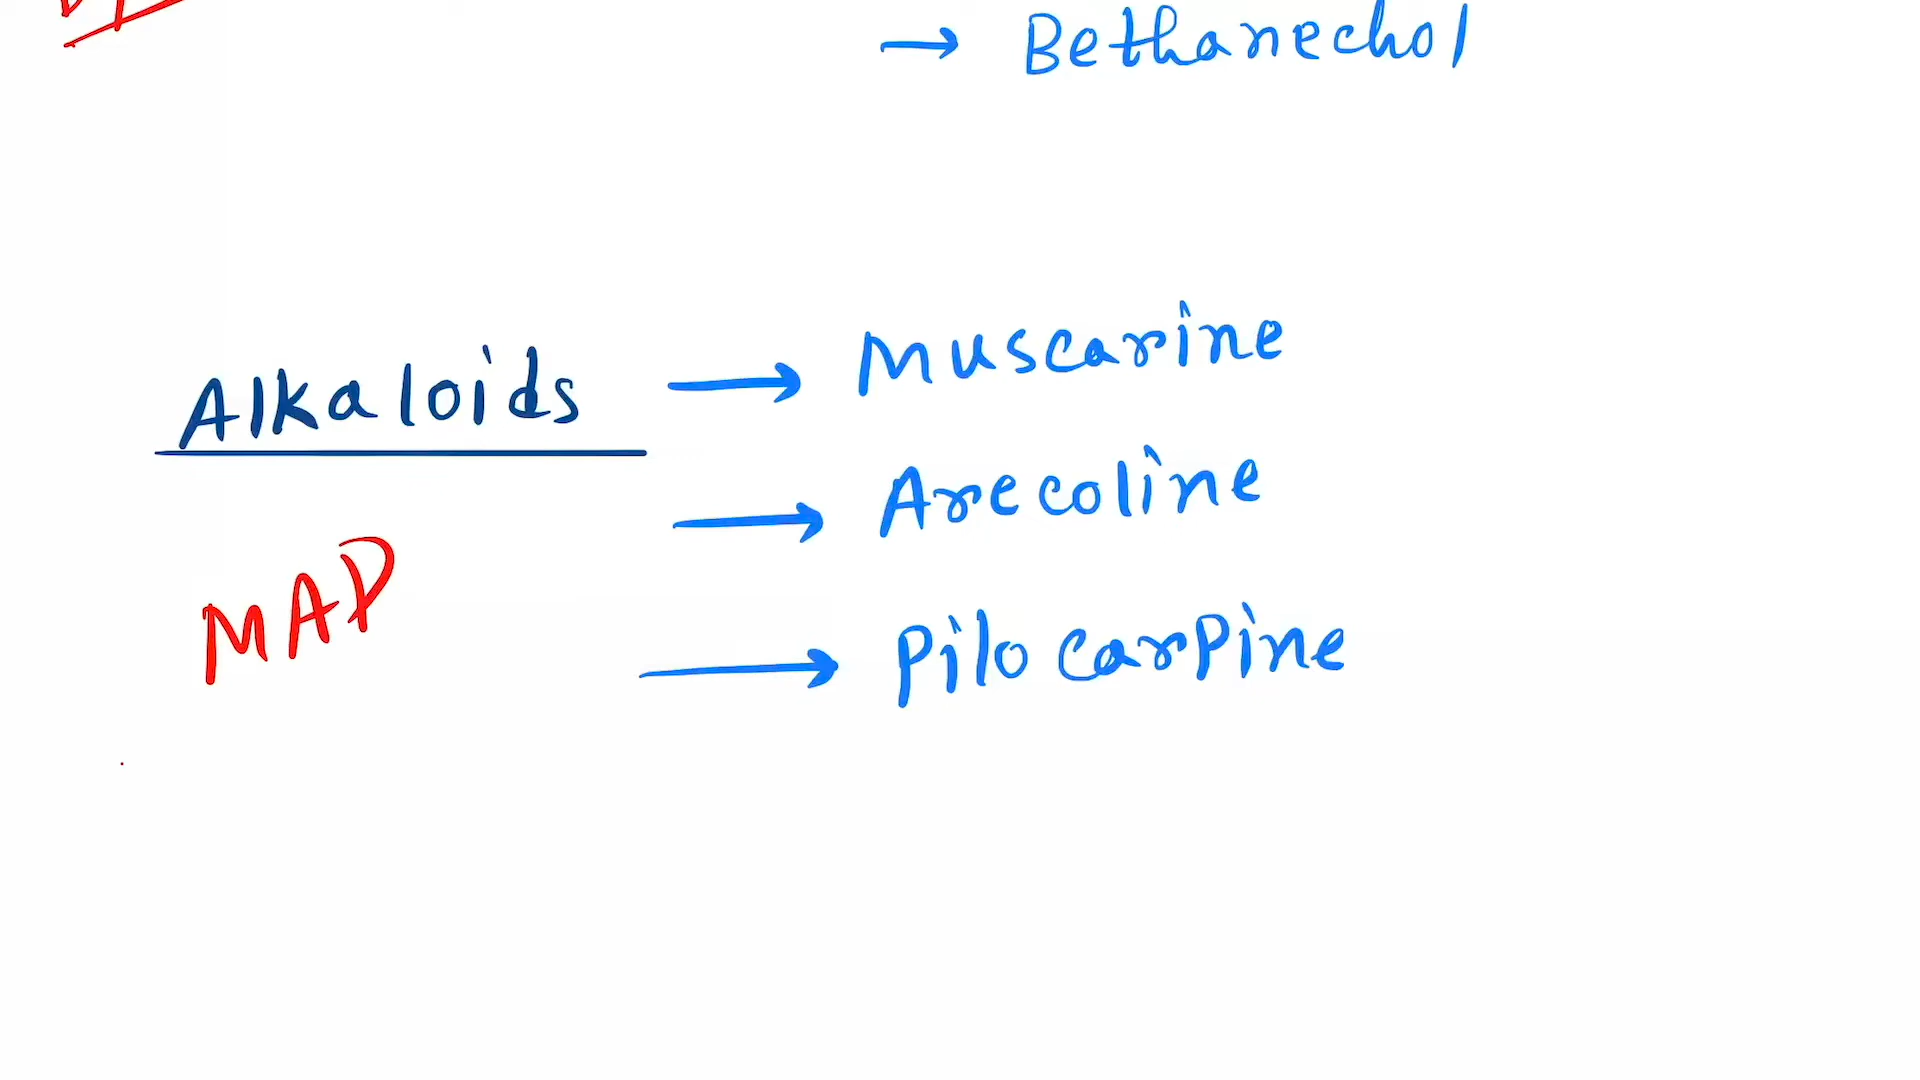 → Bethanechol
Alkaloids → Muscarine
→ Arecoline
MAP
→ Pilocarpine